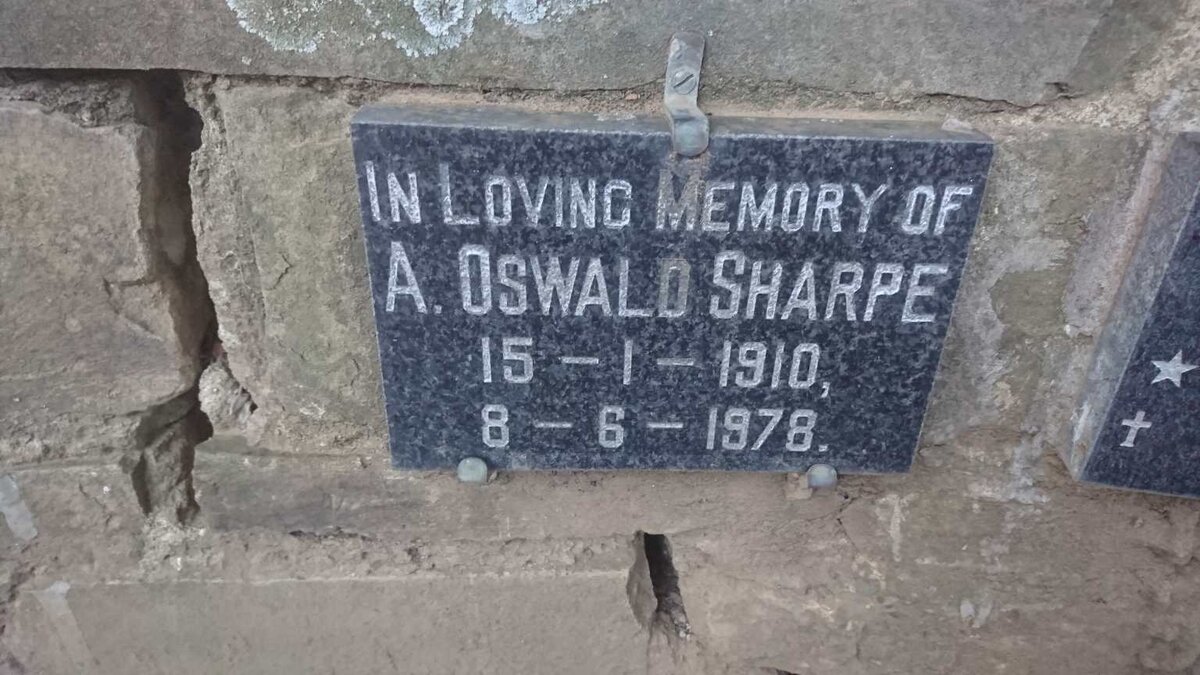 IN LOVING MEMORY OF
A. OSWALD SHARPE
15 – 1 – 1910,
8 – 6 – 1978.